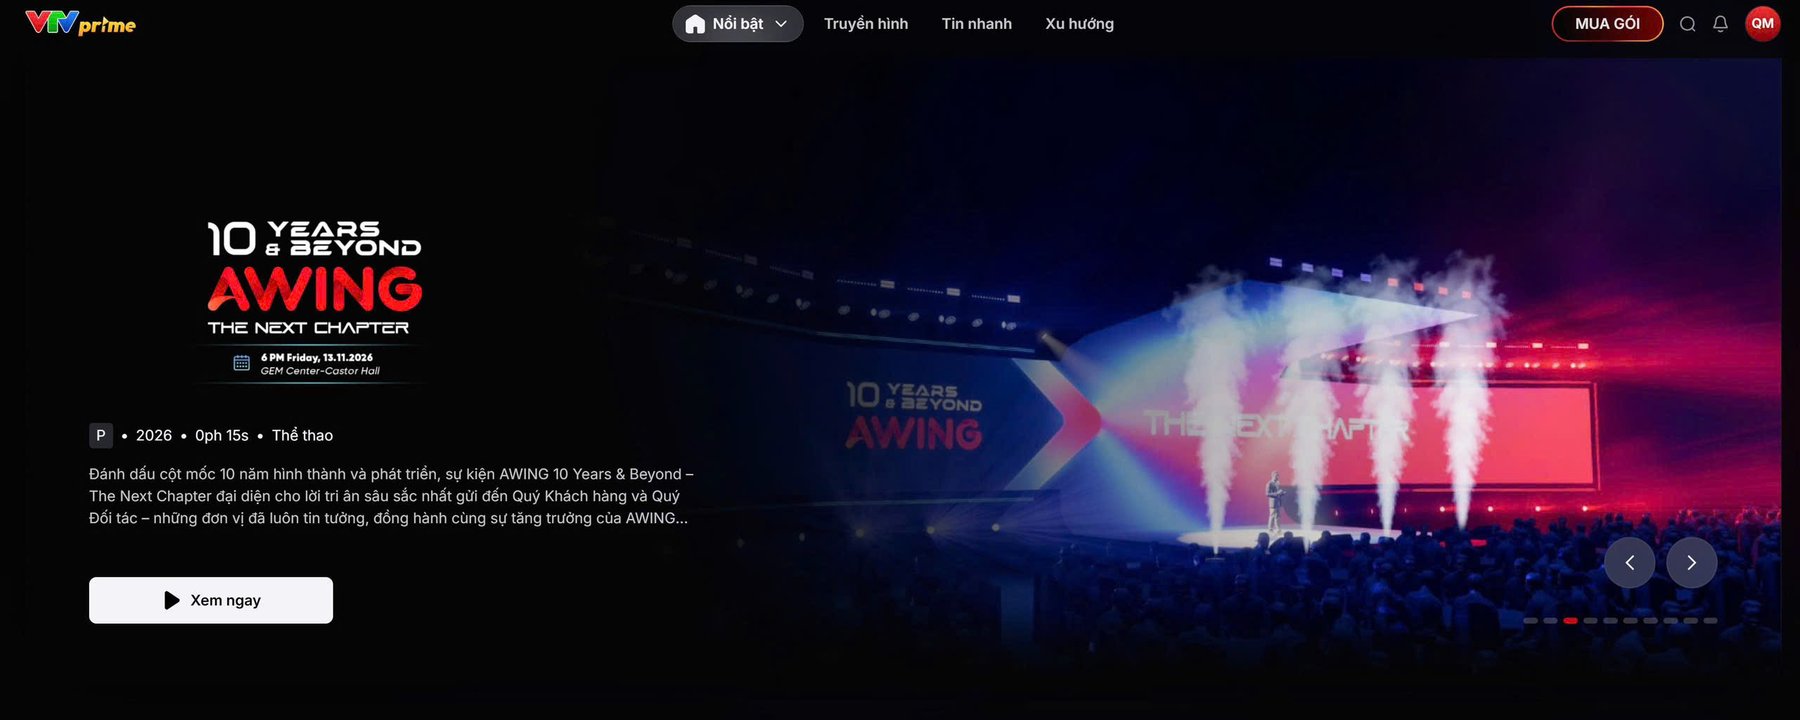 VTV prime
Nổi bật
Truyền hình
Tin nhanh
Xu hướng
MUA GÓI
QM
10 YEARS
& BEYOND
AWING
THE NEXT CHAPTER
6 PM Friday, 13.11.2026
GEM Center-Castor Hall
10 YEARS
& BEYOND
AWING
THE NEXT CHAPTER
P • 2026 • 0ph 15s • Thể thao
Đánh dấu cột mốc 10 năm hình thành và phát triển, sự kiện AWING 10 Years & Beyond –
The Next Chapter đại diện cho lời tri ân sâu sắc nhất gửi đến Quý Khách hàng và Quý
Đối tác – những đơn vị đã luôn tin tưởng, đồng hành cùng sự tăng trưởng của AWING...
Xem ngay